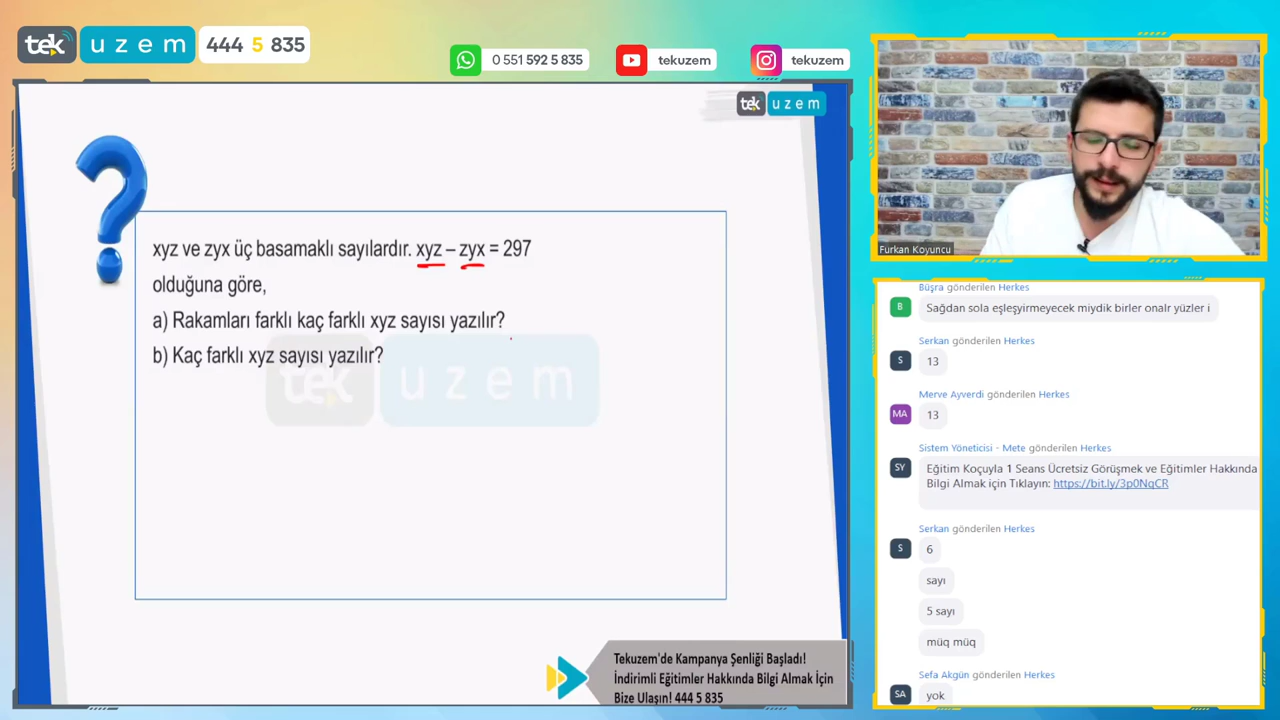 tek uzem 444 5 835
0 551 592 5 835
tekuzem
tekuzem
tek uzem
xyz ve zyx üç basamaklı sayılardır. xyz – zyx = 297
olduğuna göre,
a) Rakamları farklı kaç farklı xyz sayısı yazılır?
b) Kaç farklı xyz sayısı yazılır?
tek uzem
Tekuzem'de Kampanya Şenliği Başladı!
İndirimli Eğitimler Hakkında Bilgi Almak İçin
Bize Ulaşın! 444 5 835
Furkan Koyuncu
Büşra gönderilen Herkes
B
Sağdan sola eşleşyirmeyecek miydik birler onalr yüzler i
Serkan gönderilen Herkes
S
13
Merve Ayverdi gönderilen Herkes
MA
13
Sistem Yöneticisi - Mete gönderilen Herkes
SY
Eğitim Koçuyla 1 Seans Ücretsiz Görüşmek ve Eğitimler Hakkında
Bilgi Almak için Tıklayın: https://bit.ly/3p0NqCR
Serkan gönderilen Herkes
S
6
sayı
5 sayı
müq müq
Sefa Akgün gönderilen Herkes
SA
yok